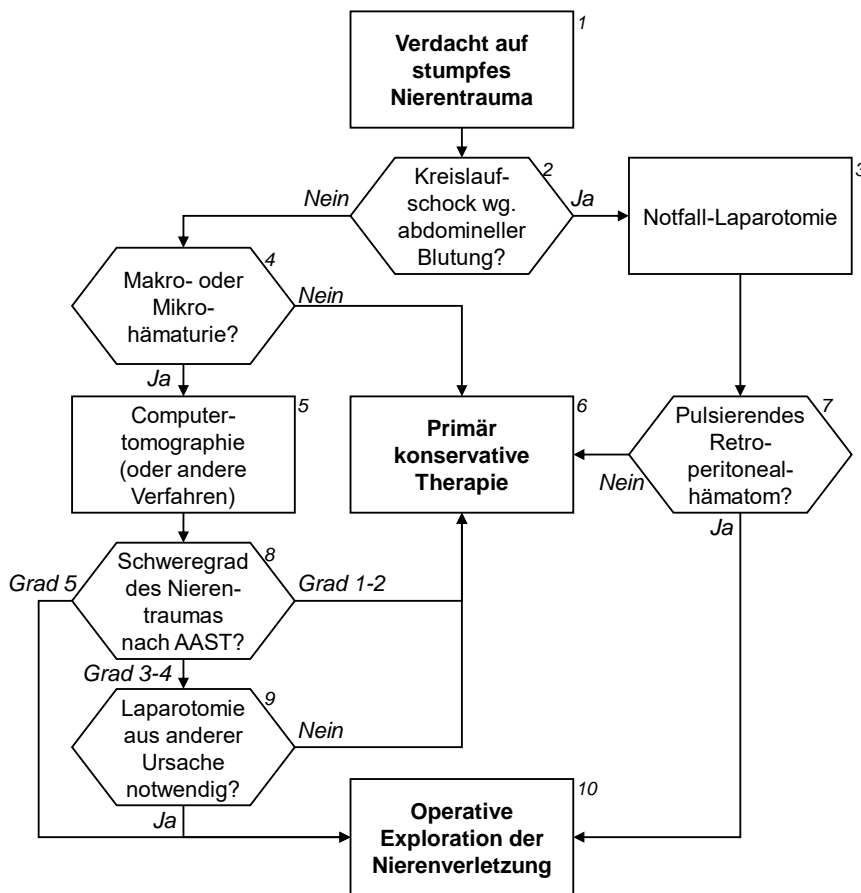 1
Verdacht auf
stumpfes
Nierentrauma
2
Kreislauf-
schock wg.
abdomineller
Blutung?
Nein
Ja
3
Notfall-Laparotomie
4
Makro- oder
Mikro-
hämaturie?
Nein
Ja
5
Computer-
tomographie
(oder andere
Verfahren)
6
Primär
konservative
Therapie
7
Pulsierendes
Retro-
peritoneal-
hämatom?
Nein
Ja
8
Schweregrad
des Nieren-
traumas
nach AAST?
Grad 5
Grad 1-2
Grad 3-4
9
Laparotomie
aus anderer
Ursache
notwendig?
Nein
Ja
10
Operative
Exploration der
Nierenverletzung